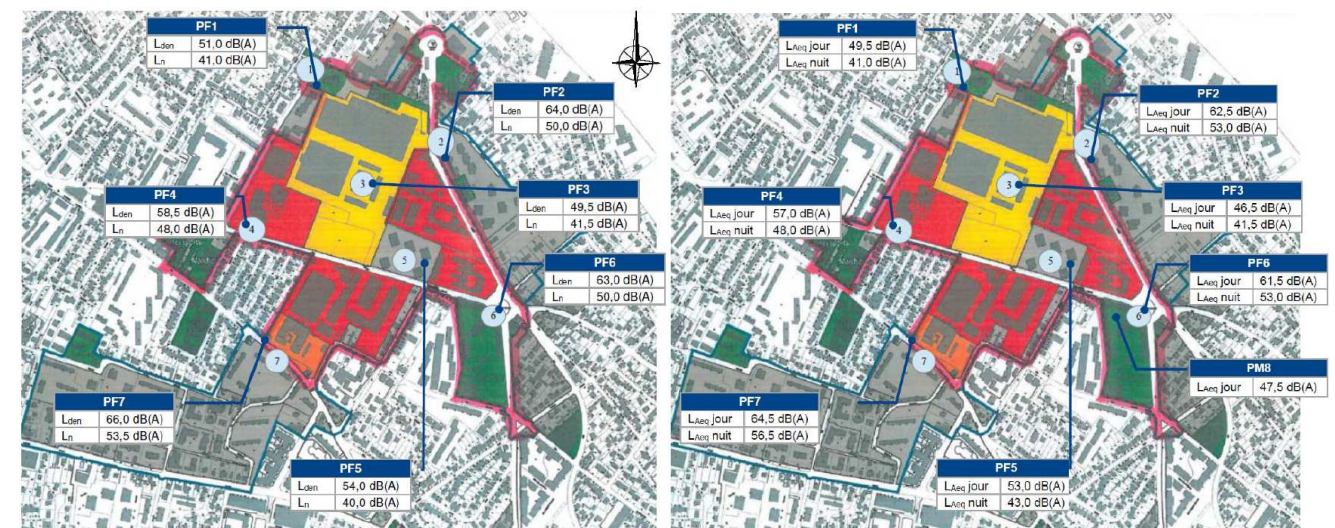 PF1
Lden 51,0 dB(A)
Ln 41,0 dB(A)
1
PF2
Lden 64,0 dB(A)
Ln 50,0 dB(A)
2
3
PF3
Lden 49,5 dB(A)
Ln 41,5 dB(A)
PF4
Lden 58,5 dB(A)
Ln 48,0 dB(A)
4
5
PF6
Lden 63,0 dB(A)
Ln 50,0 dB(A)
6
7
PF7
Lden 66,0 dB(A)
Ln 53,5 dB(A)
PF5
Lden 54,0 dB(A)
Ln 40,0 dB(A)
PF1
LAeq jour 49,5 dB(A)
LAeq nuit 41,0 dB(A)
1
PF2
LAeq jour 62,5 dB(A)
LAeq nuit 53,0 dB(A)
2
3
PF3
LAeq jour 46,5 dB(A)
LAeq nuit 41,5 dB(A)
PF4
LAeq jour 57,0 dB(A)
LAeq nuit 48,0 dB(A)
4
5
PF6
LAeq jour 61,5 dB(A)
LAeq nuit 53,0 dB(A)
6
7
PM8
LAeq jour 47,5 dB(A)
PF7
LAeq jour 64,5 dB(A)
LAeq nuit 56,5 dB(A)
PF5
LAeq jour 53,0 dB(A)
LAeq nuit 43,0 dB(A)